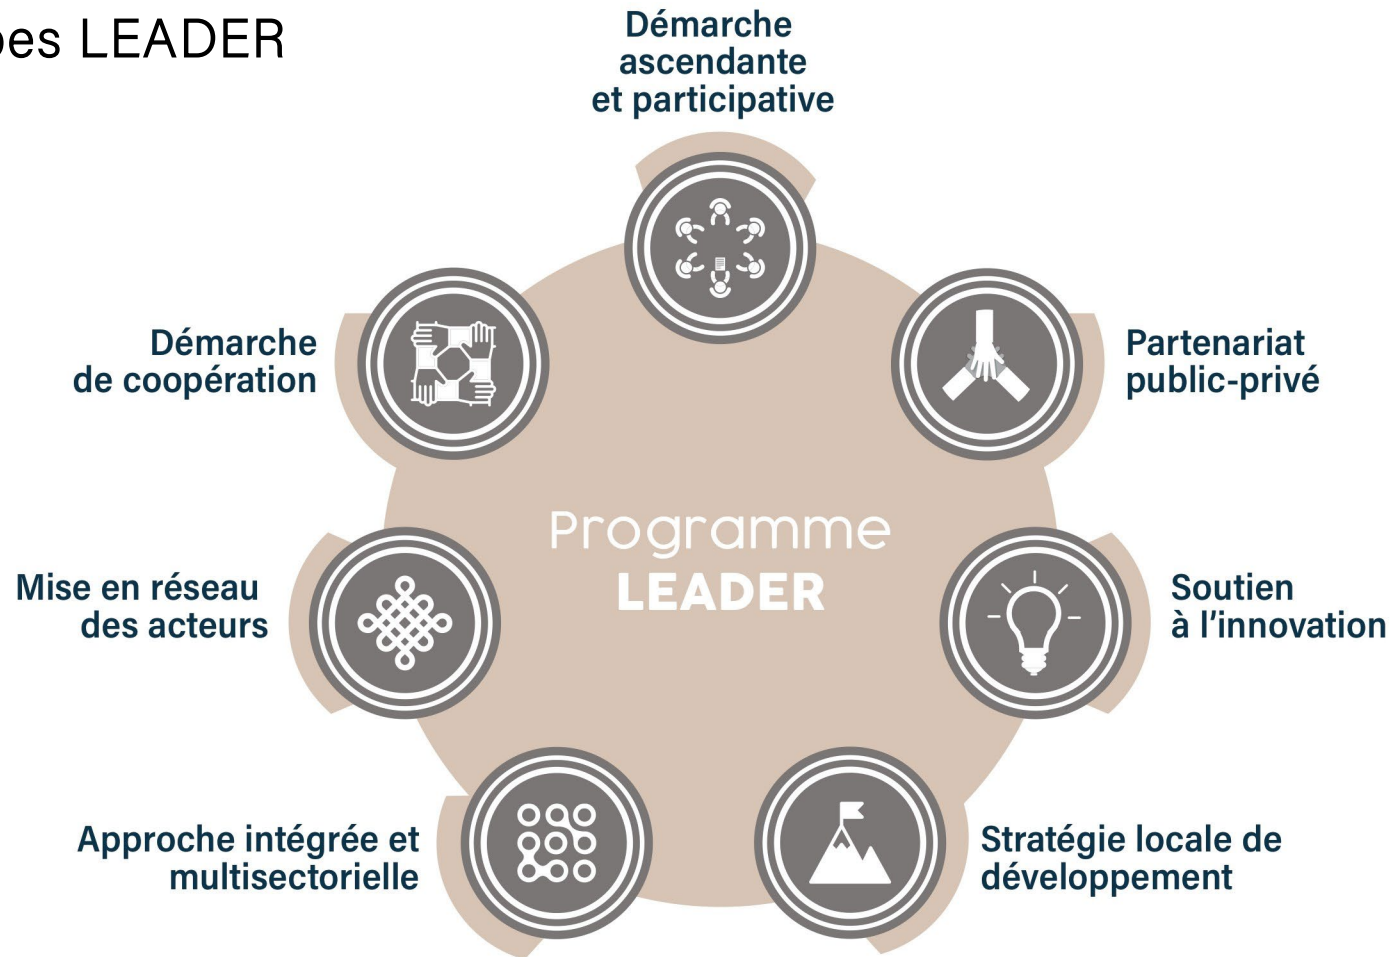 LEADER
Démarche
ascendante
et participative
Démarche
de coopération
Partenariat
public-privé
Programme
LEADER
Mise en réseau
des acteurs
Soutien
à l'innovation
Approche intégrée et
multisectorielle
Stratégie locale de
développement